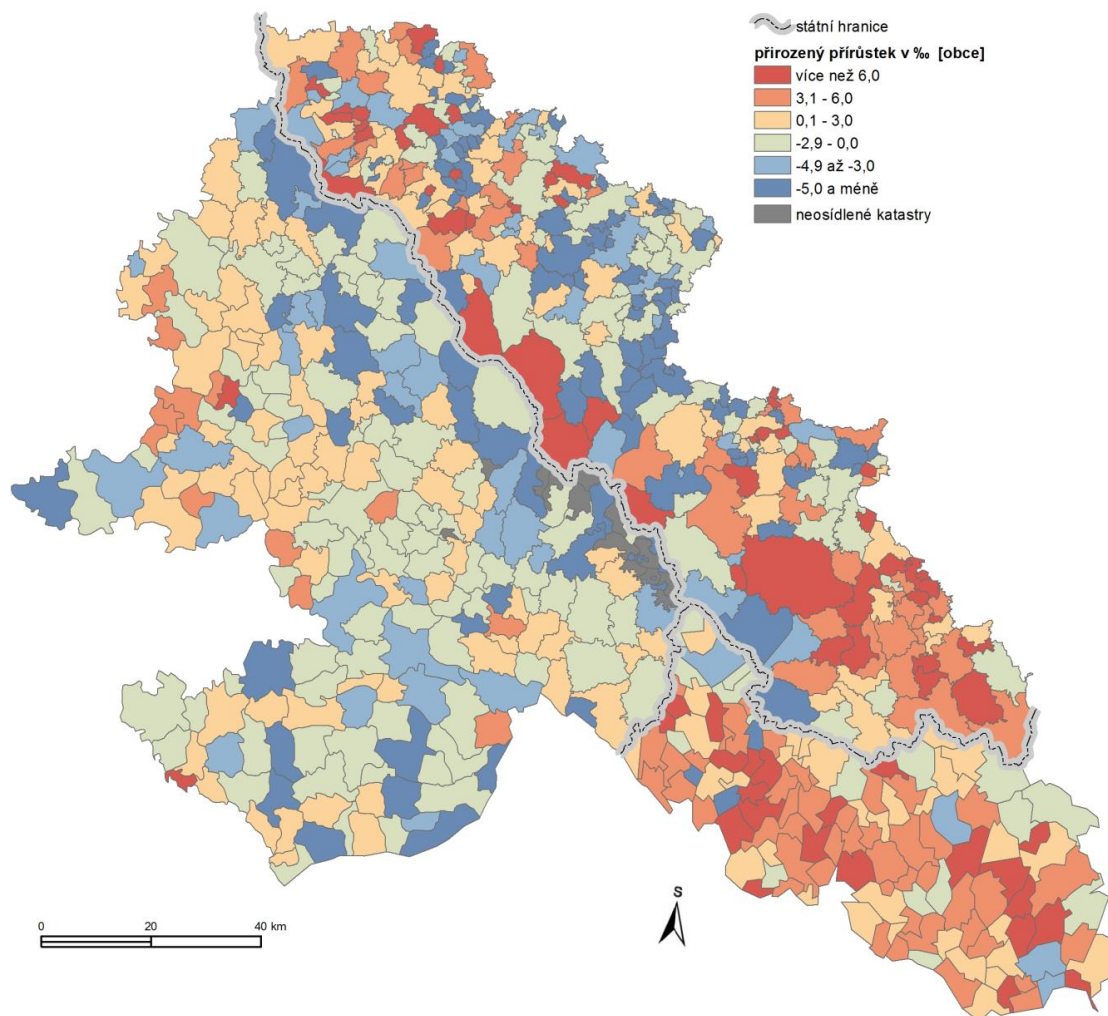 státní hranice
přirozený přírůstek v ‰ [obce]
více než 6,0
3,1 - 6,0
0,1 - 3,0
-2,9 - 0,0
-4,9 až -3,0
-5,0 a méně
neosídlené katastry
S
0 20 40 km